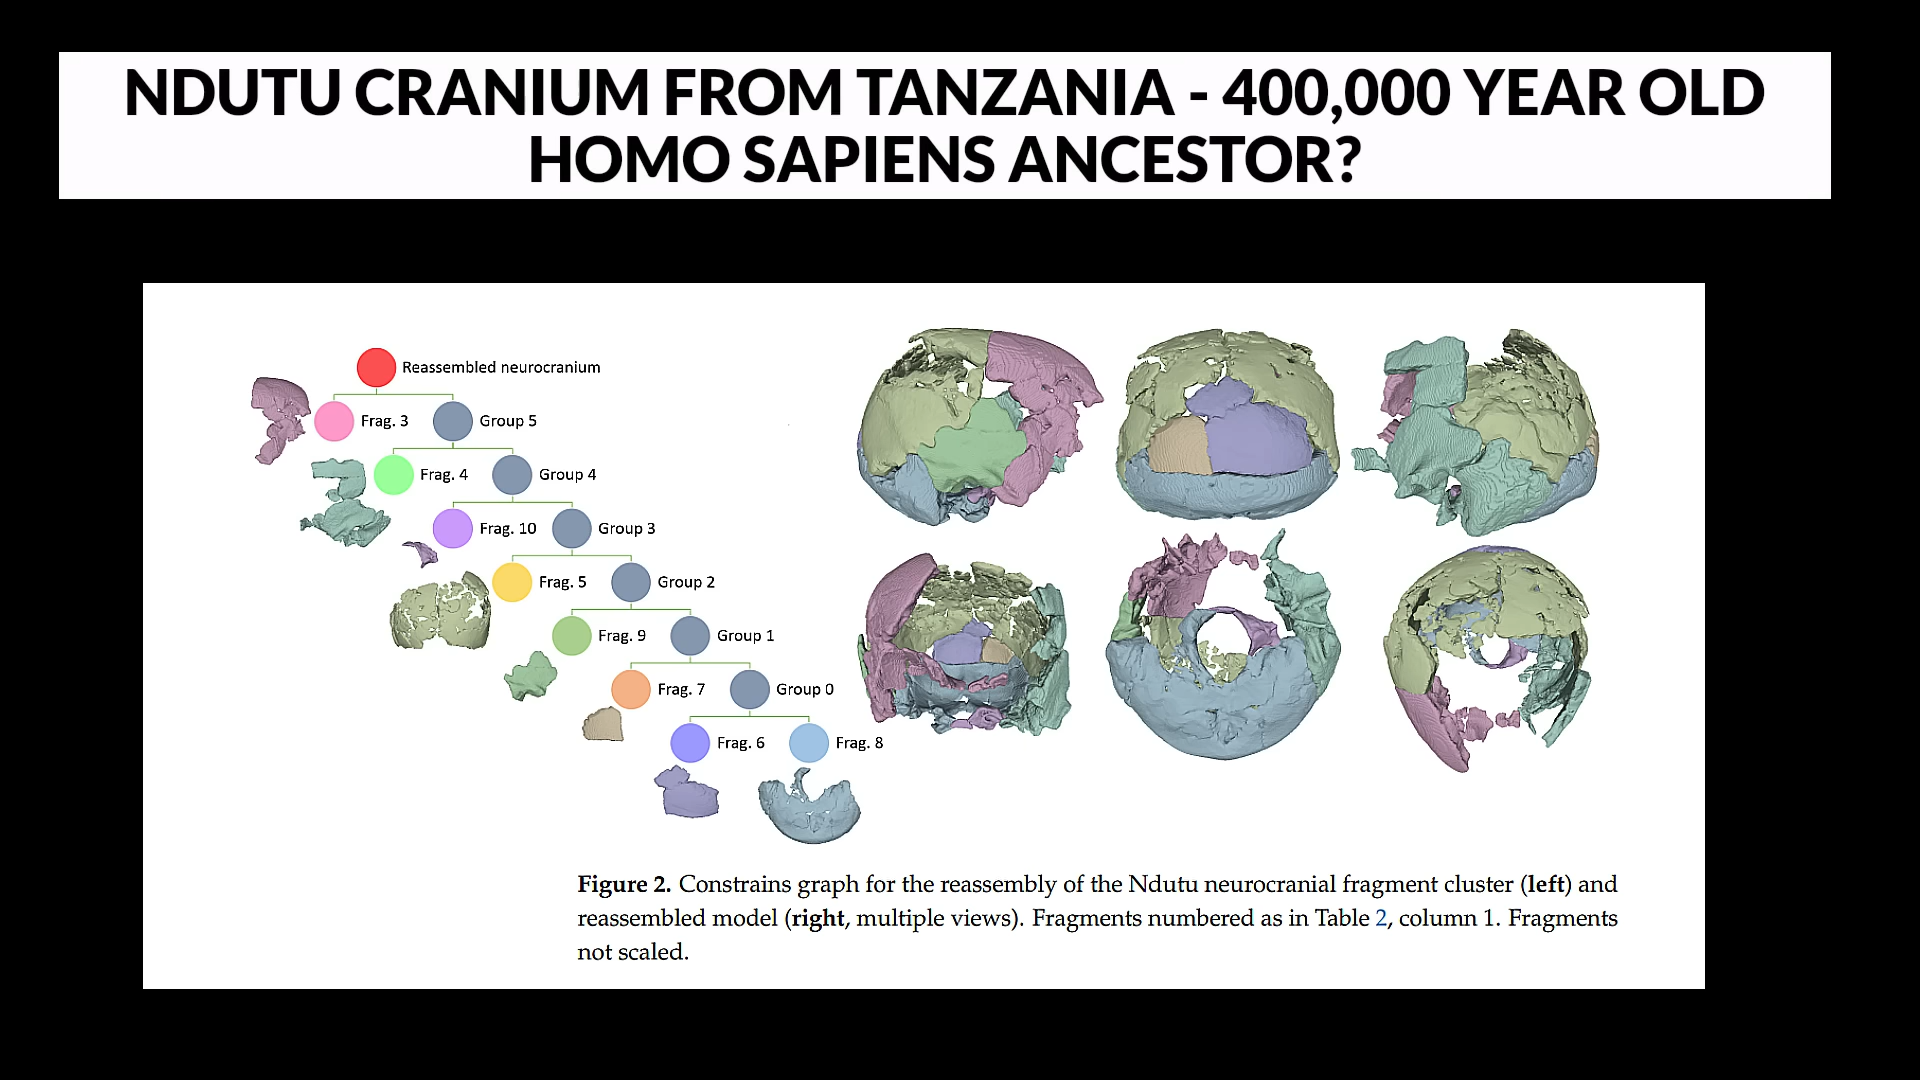 NDUTU CRANIUM FROM TANZANIA - 400,000 YEAR OLD
HOMO SAPIENS ANCESTOR?
Reassembled neurocranium
Frag. 3
Group 5
Frag. 4
Group 4
Frag. 10
Group 3
Frag. 5
Group 2
Frag. 9
Group 1
Frag. 7
Group 0
Frag. 6
Frag. 8
Figure 2. Constrains graph for the reassembly of the Ndutu neurocranial fragment cluster (left) and
reassembled model (right, multiple views). Fragments numbered as in Table 2, column 1. Fragments
not scaled.